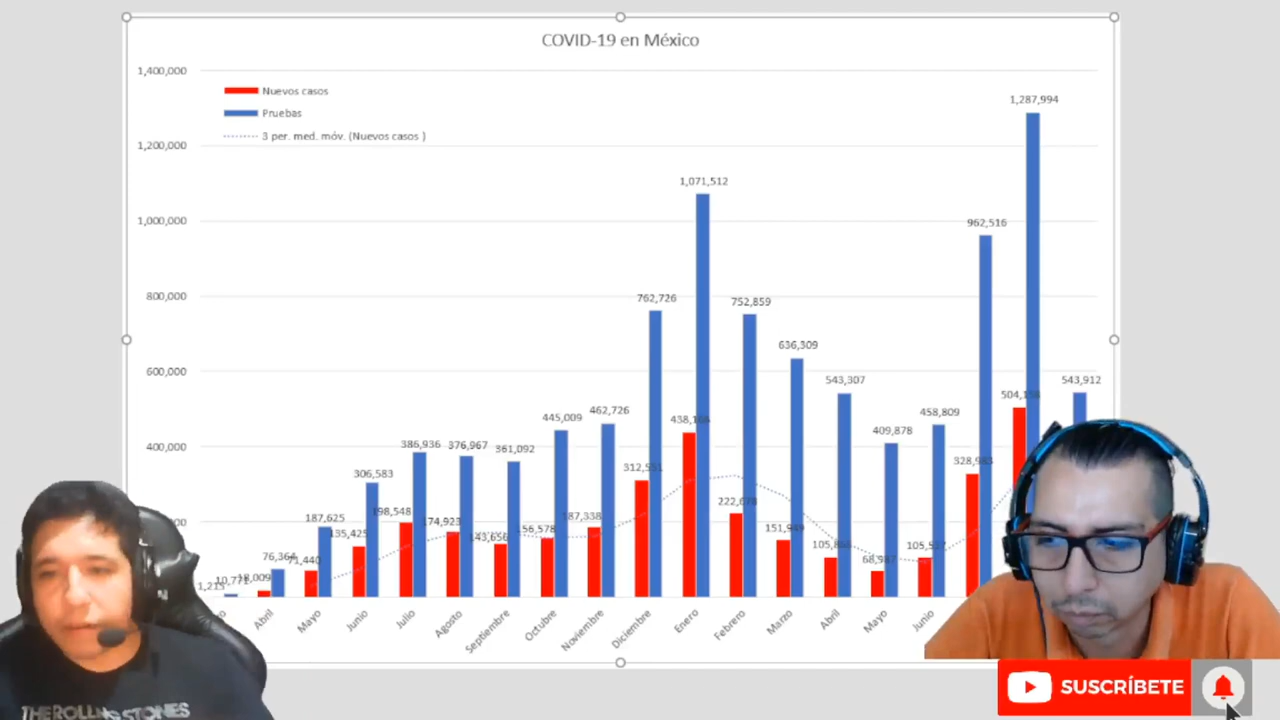 COVID-19 en México
1,400,000
1,200,000
1,000,000
800,000
600,000
400,000
Nuevos casos
Pruebas
3 per. med. móv. (Nuevos casos )
1,287,994
1,071,512
962,516
762,726
752,859
636,309
543,307
543,912
504,1
458,809
462,726
445,009
438,1
409,878
386,936
376,967
361,092
328,9
312,5
306,583
222,6
198,548
187,625
187,338
174,923
156,578
151,9
143,656
135,425
105,8
105,5
76,364
71,440
68,9
10,77
1,215
Abril
Mayo
Junio
Julio
Agosto
Septiembre
Octubre
Noviembre
Diciembre
Enero
Febrero
Marzo
Abril
Mayo
Junio
THE ROLLING STONES
SUSCRÍBETE